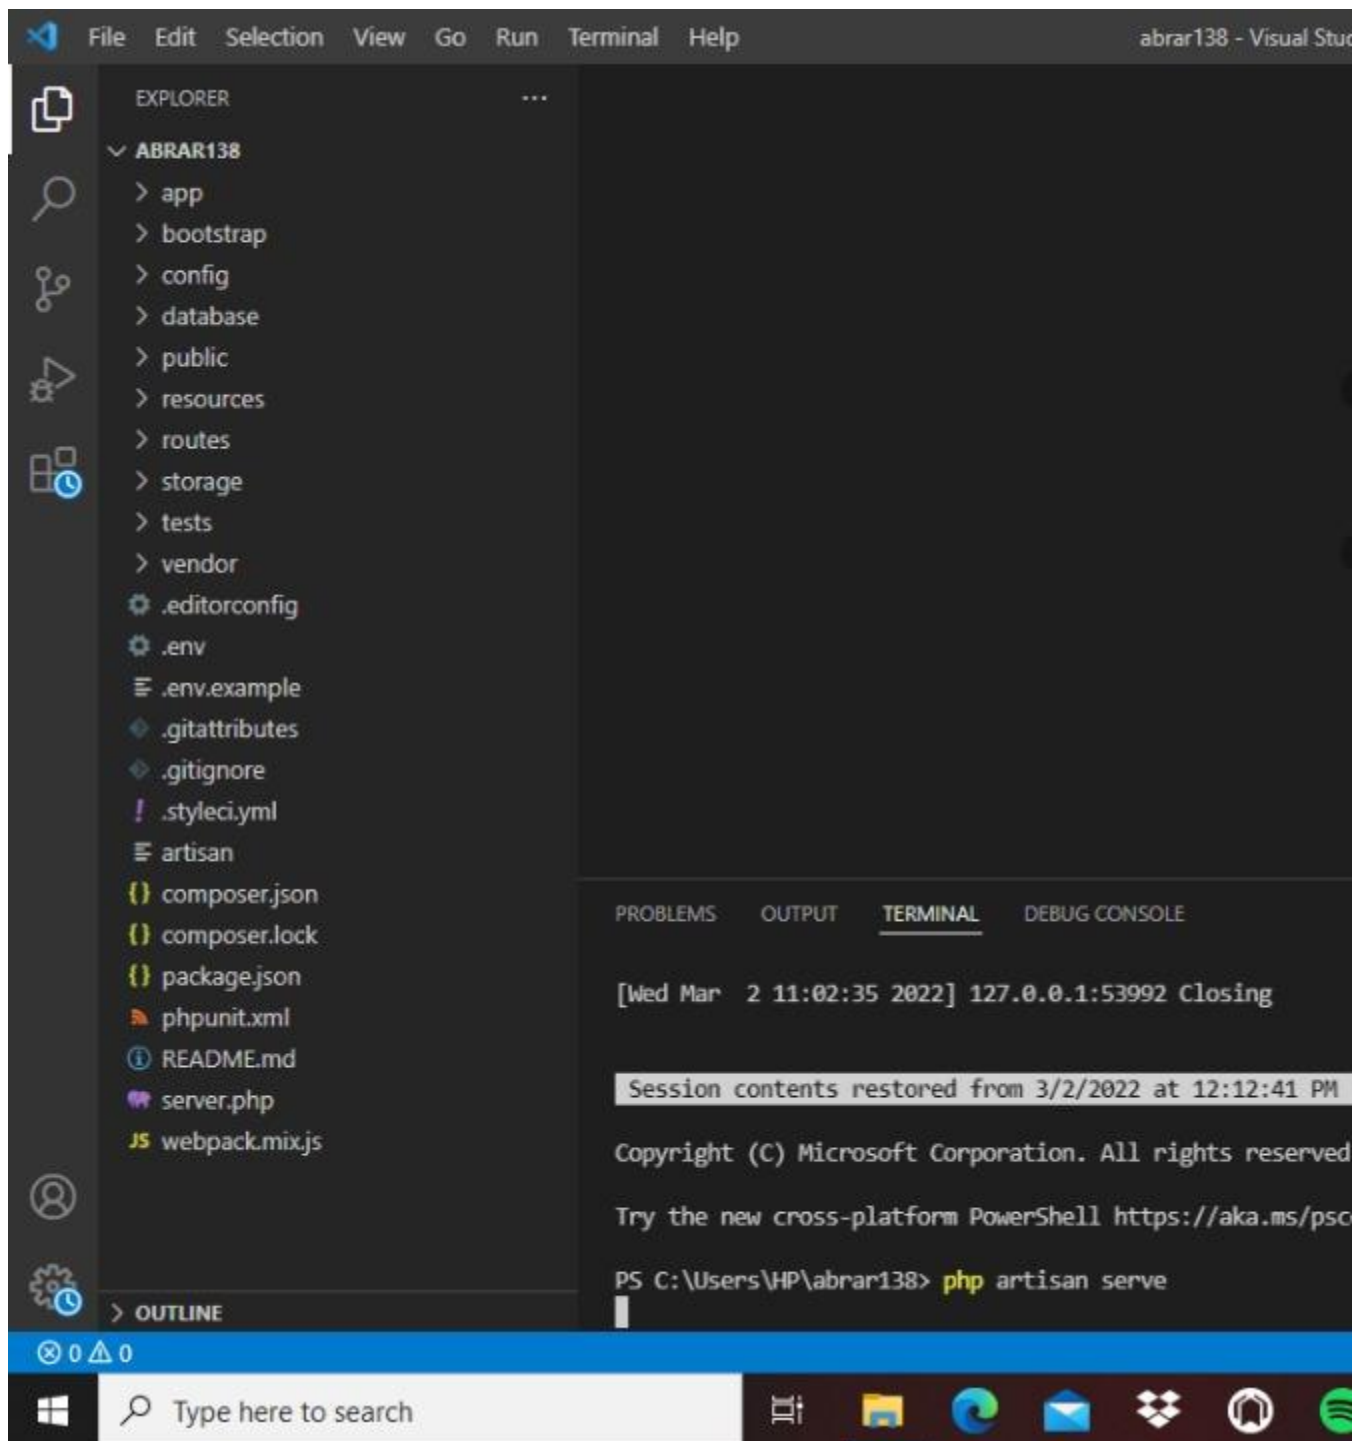 File Edit Selection View Go Run Terminal Help
abrar138 - Visual Stud
EXPLORER
ABRAR138
app
bootstrap
config
database
public
resources
routes
storage
tests
vendor
.editorconfig
.env
.env.example
.gitattributes
.gitignore
.styleci.yml
artisan
composer.json
composer.lock
package.json
phpunit.xml
README.md
server.php
JS webpack.mix.js
OUTLINE
PROBLEMS OUTPUT TERMINAL DEBUG CONSOLE
[Wed Mar  2 11:02:35 2022] 127.0.0.1:53992 Closing
Session contents restored from 3/2/2022 at 12:12:41 PM
Copyright (C) Microsoft Corporation. All rights reserved
Try the new cross-platform PowerShell https://aka.ms/psc
PS C:\Users\HP\abrar138> php artisan serve
0 0
Type here to search